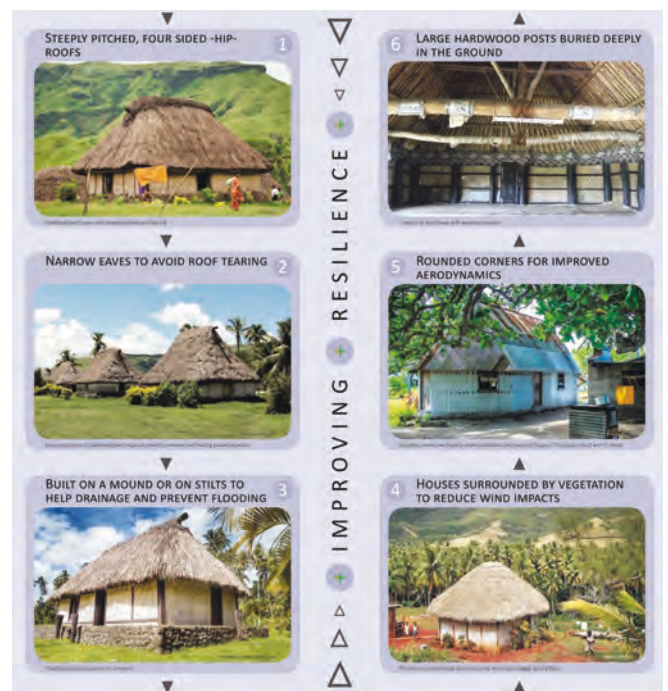 STEEPLY PITCHED, FOUR SIDED -HIP-
ROOFS
1
NARROW EAVES TO AVOID ROOF TEARING
2
BUILT ON A MOUND OR ON STILTS TO
HELP DRAINAGE AND PREVENT FLOODING
3
IMPROVING RESILIENCE
6
LARGE HARDWOOD POSTS BURIED DEEPLY
IN THE GROUND
5
ROUNDED CORNERS FOR IMPROVED
AERODYNAMICS
4
HOUSES SURROUNDED BY VEGETATION
TO REDUCE WIND IMPACTS